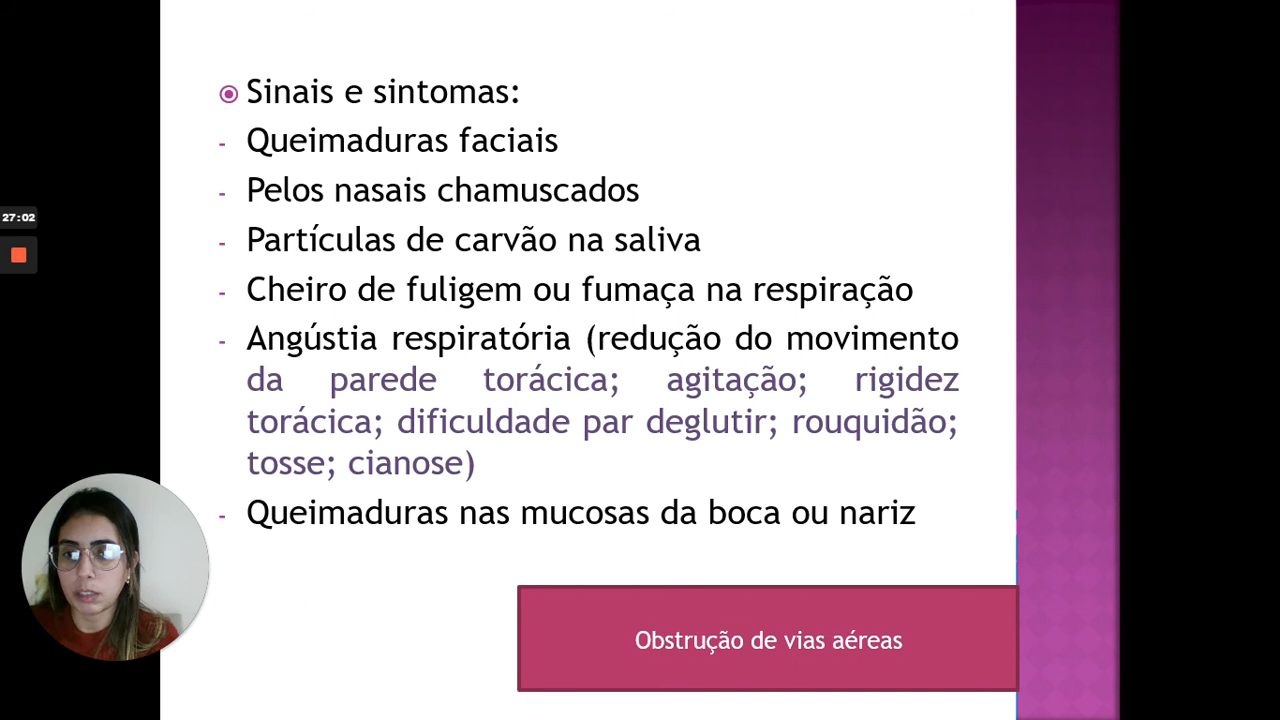 Sinais e sintomas:
- Queimaduras faciais
- Pelos nasais chamuscados
- Partículas de carvão na saliva
- Cheiro de fuligem ou fumaça na respiração
- Angústia respiratória (redução do movimento
da parede torácica; agitação; rigidez
torácica; dificuldade par deglutir; rouquidão;
tosse; cianose)
- Queimaduras nas mucosas da boca ou nariz
27:02
Obstrução de vias aéreas